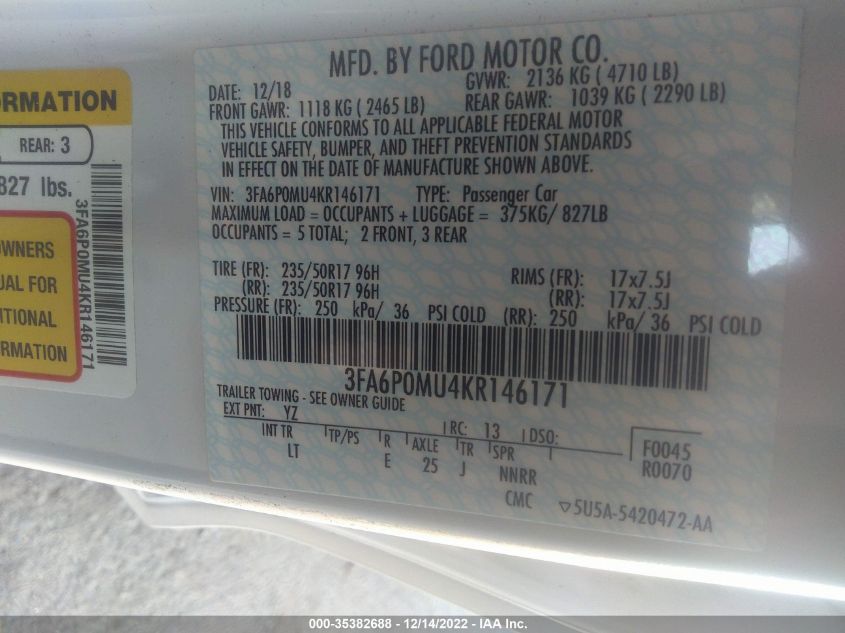 ORMATION
REAR: 3
827 lbs.
OWNERS
UAL FOR
ITIONAL
ORMATION
3FA6P0MU4KR146171
MFD. BY FORD MOTOR CO.
DATE: 12/18 GVWR: 2136 KG ( 4710 LB)
FRONT GAWR: 1118 KG ( 2465 LB) REAR GAWR: 1039 KG ( 2290 LB)
THIS VEHICLE CONFORMS TO ALL APPLICABLE FEDERAL MOTOR
VEHICLE SAFETY, BUMPER, AND THEFT PREVENTION STANDARDS
IN EFFECT ON THE DATE OF MANUFACTURE SHOWN ABOVE.
VIN: 3FA6P0MU4KR146171 TYPE: Passenger Car
MAXIMUM LOAD = OCCUPANTS + LUGGAGE = 375KG/ 827LB
OCCUPANTS = 5 TOTAL; 2 FRONT, 3 REAR
TIRE (FR): 235/50R17 96H RIMS (FR): 17x7.5J
(RR): 235/50R17 96H (RR): 17x7.5J
PRESSURE (FR): 250 kPa/ 36 PSI COLD (RR): 250 kPa/ 36 PSI COLD
3FA6P0MU4KR146171
TRAILER TOWING - SEE OWNER GUIDE
EXT PNT: YZ RC: 13 DSO:
INT TR TP/PS R AXLE TR SPR F0045
LT E 25 J NNRR R0070
CMC ▽5U5A-5420472-AA
000-35382688 - 12/14/2022 - IAA Inc.